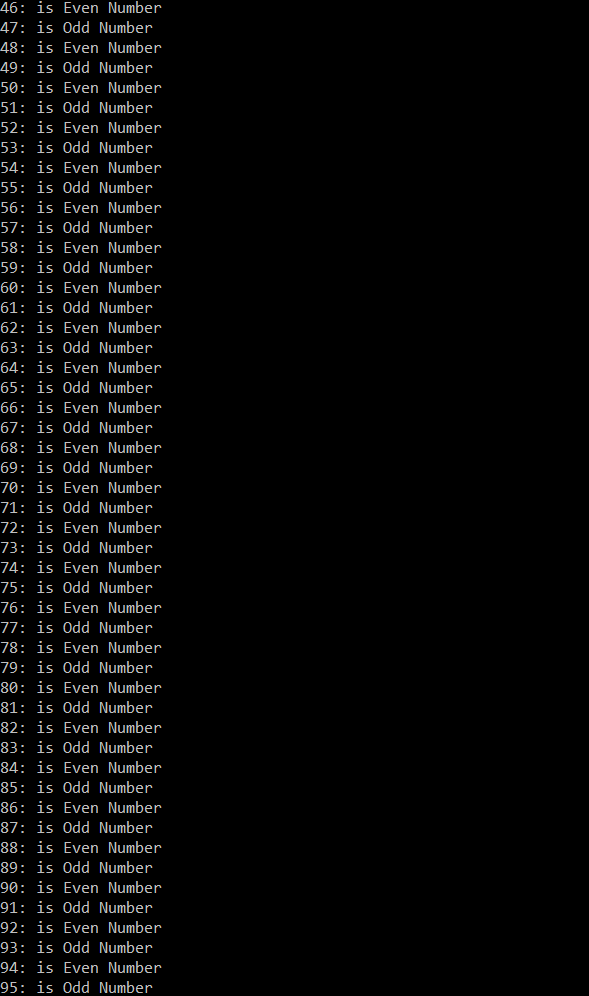 46: is Even Number
47: is Odd Number
48: is Even Number
49: is Odd Number
50: is Even Number
51: is Odd Number
52: is Even Number
53: is Odd Number
54: is Even Number
55: is Odd Number
56: is Even Number
57: is Odd Number
58: is Even Number
59: is Odd Number
60: is Even Number
61: is Odd Number
62: is Even Number
63: is Odd Number
64: is Even Number
65: is Odd Number
66: is Even Number
67: is Odd Number
68: is Even Number
69: is Odd Number
70: is Even Number
71: is Odd Number
72: is Even Number
73: is Odd Number
74: is Even Number
75: is Odd Number
76: is Even Number
77: is Odd Number
78: is Even Number
79: is Odd Number
80: is Even Number
81: is Odd Number
82: is Even Number
83: is Odd Number
84: is Even Number
85: is Odd Number
86: is Even Number
87: is Odd Number
88: is Even Number
89: is Odd Number
90: is Even Number
91: is Odd Number
92: is Even Number
93: is Odd Number
94: is Even Number
95: is Odd Number